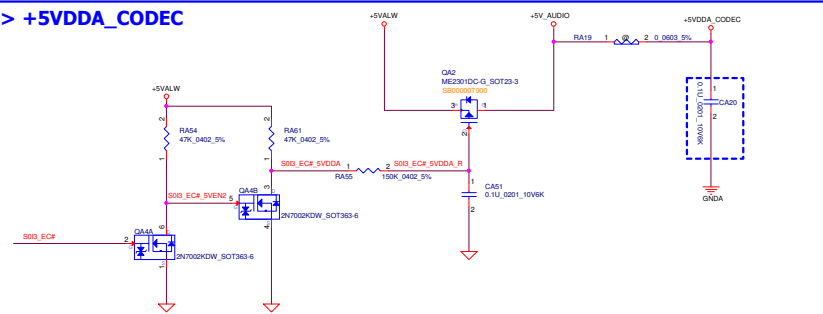 > +5VDDA_CODEC
+5VALW
+5V_AUDIO
+5VDDA_CODEC
RA19 1 @ 2 0_0603_5%
QA2
ME2301DC-G_SOT23-3
SB00000T900
3 1
2
0.1U_0201_10V6K
1
CA20
2
GNDA
+5VALW
2
RA54
47K_0402_5%
1
2
RA61
47K_0402_5%
1
S0I3_EC#_5VDDA 1 2 S0I3_EC#_5VDDA_R
RA55 150K_0402_5%
1
CA51
0.1U_0201_10V6K
2
S0I3_EC#_5VEN2 5
QA4B
3
2N7002KDW_SOT363-6
4
S0I3_EC# 2
QA4A
6
2N7002KDW_SOT363-6
1